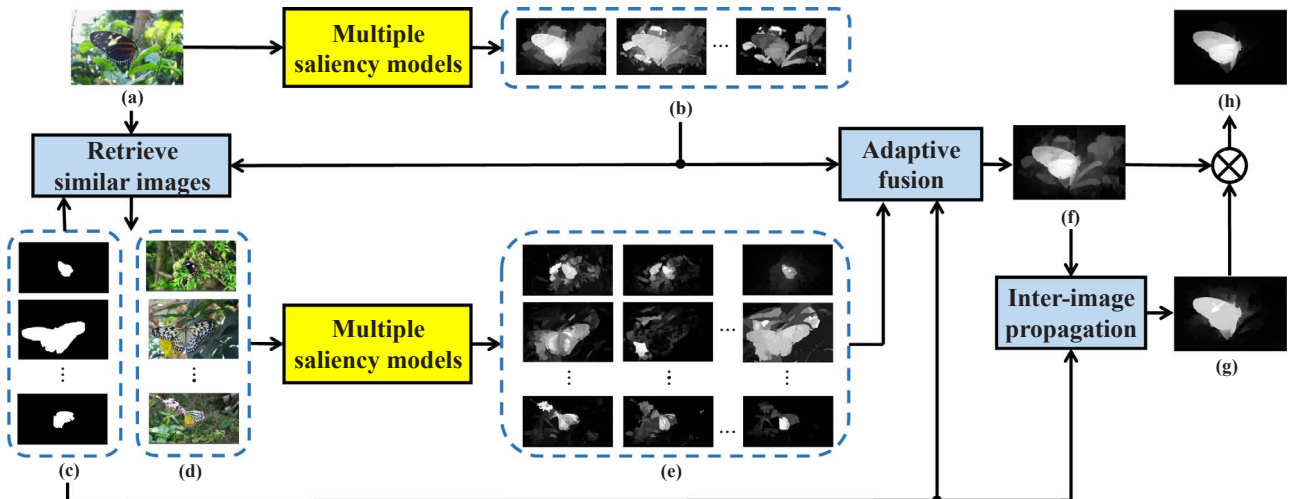 Multiple
saliency models
...
(a)
(b)
(h)
Retrieve
similar images
Adaptive
fusion
(f)
Multiple
saliency models
...
Inter-image
propagation
(g)
...
(c)
(d)
(e)